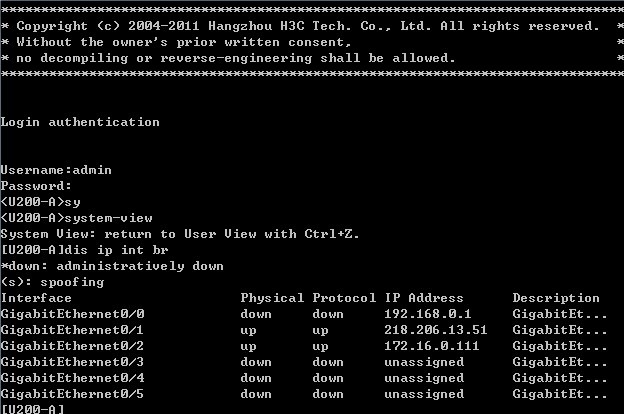 ********************************************************************************
* Copyright (c) 2004-2011 Hangzhou H3C Tech. Co., Ltd. All rights reserved.  *
* Without the owner's prior written consent,                                 *
* no decompiling or reverse-engineering shall be allowed.                    *
********************************************************************************
Login authentication
Username:admin
Password:
<U200-A>sy
<U200-A>system-view
System View: return to User View with Ctrl+Z.
[U200-A]dis ip int br
*down: administratively down
(s): spoofing
Interface                     Physical Protocol IP Address      Description
GigabitEthernet0/0            down     down     192.168.0.1     GigabitEt...
GigabitEthernet0/1            up       up       218.206.13.51   GigabitEt...
GigabitEthernet0/2            up       up       172.16.0.111    GigabitEt...
GigabitEthernet0/3            down     down     unassigned      GigabitEt...
GigabitEthernet0/4            down     down     unassigned      GigabitEt...
GigabitEthernet0/5            down     down     unassigned      GigabitEt...
[U200-A]